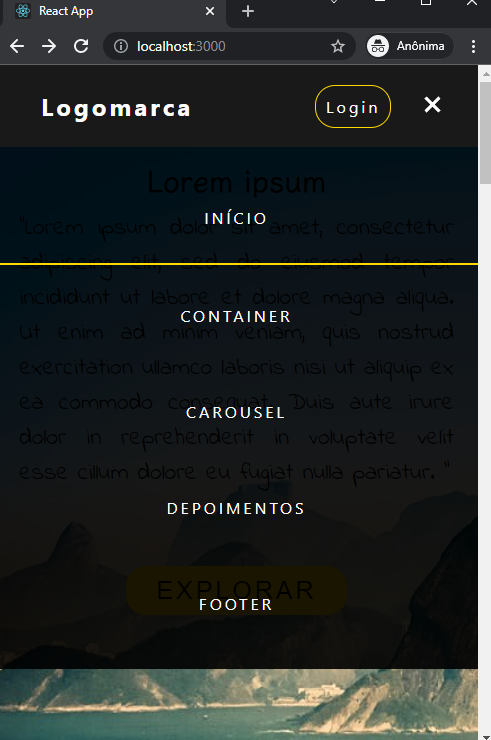 React App
localhost:3000
Anônima
Logomarca
Login
Lorem ipsum
INÍCIO
"Lorem ipsum dolor sit amet, consectetur
adipiscing elit, sed do eiusmod tempor
incididunt ut labore et dolore magna aliqua.
CONTAINER
Ut enim ad minim veniam, quis nostrud
exercitation ullamco laboris nisi ut aliquip ex
ea commodo consequat. Duis aute irure
CAROUSEL
dolor in reprehenderit in voluptate velit
esse cillum dolore eu fugiat nulla pariatur. "
DEPOIMENTOS
EXPLORAR
FOOTER